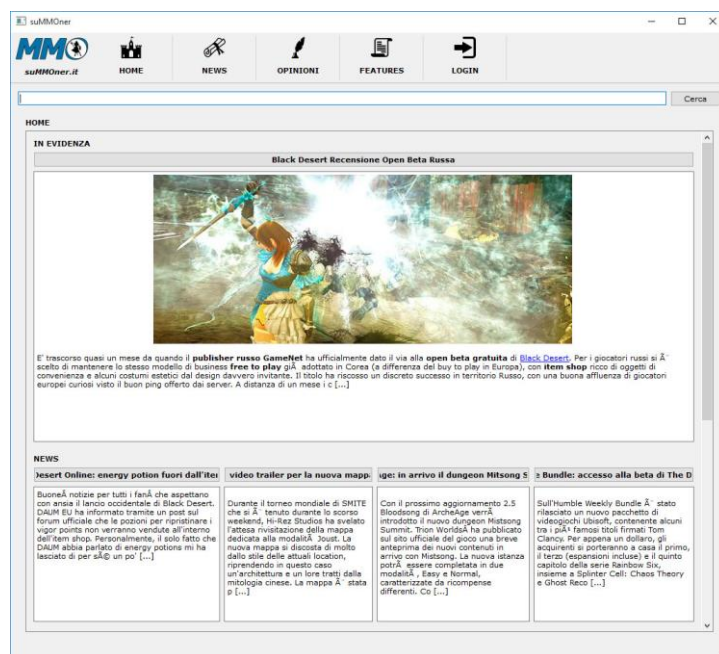 suMMOner
MMO
suMMOner.it
HOME
NEWS
OPINIONI
FEATURES
LOGIN
Cerca
HOME
IN EVIDENZA
Black Desert Recensione Open Beta Russa
E' trascorso quasi un mese da quando il publisher russo GameNet ha ufficialmente dato il via alla open beta gratuita di Black Desert. Per i giocatori russi si Ã¨
scelto di mantenere lo stesso modello di business free to play giÃ  adottato in Corea (a differenza del buy to play in Europa), con item shop ricco di oggetti di
convenienza e alcuni costumi estetici dal design davvero invitante. Il titolo ha riscosso un discreto successo in territorio Russo, con una buona affluenza di giocatori
europei curiosi visto il buon ping offerto dai server. A distanza di un mese i c [...]
NEWS
Desert Online: energy potion fuori dall'iter
Buone notizie per tutti i fanÂ che aspettano
con ansia il lancio occidentale di Black Desert.
DAUM EU ha informato tramite un post sul
forum ufficiale che le pozioni per ripristinare i
vigor points non verranno vendute all'interno
dell'item shop. Personalmente, il solo fatto che
DAUM abbia parlato di energy potions mi ha
lasciato di per sÃ© un po' [...]
video trailer per la nuova mappa
Durante il torneo mondiale di SMITE
che si Ã¨ tenuto durante lo scorso
weekend, Hi-Rez Studios ha svelato
l'attesa rivisitazione della mappa
dedicata alla modalitÃ  Joust. La
nuova mappa si discosta di molto
dallo stile delle attuali location,
riprendendo in questo caso
un'architettura e un lore tratti dalla
mitologia cinese. La mappa Ã¨ stata
p [...]
age: in arrivo il dungeon Mitsong S
Con il prossimo aggiornamento 2.5
Bloodsong di ArcheAge verrÃ 
introdotto il nuovo dungeon Mistsong
Summit. Trion WorldsÂ ha pubblicato
sul sito ufficiale del gioco una breve
anteprima dei nuovi contenuti in
arrivo con Mistsong. La nuova istanza
potrÃ  essere completata in due
modalitÃ , Easy e Normal,
caratterizzate da ricompense
differenti. Co [...]
e Bundle: accesso alla beta di The D
Sull'Humble Weekly Bundle Ã¨ stato
rilasciato un nuovo pacchetto di
videogiochi Ubisoft, contenente alcuni
tra i piÃ¹ famosi titoli firmati Tom
Clancy. Per appena un dollaro, gli
acquirenti si porteranno a casa il primo,
il terzo (espansioni incluse) e il quinto
capitolo della serie Rainbow Six,
insieme a Splinter Cell: Chaos Theory
e Ghost Reco [...]